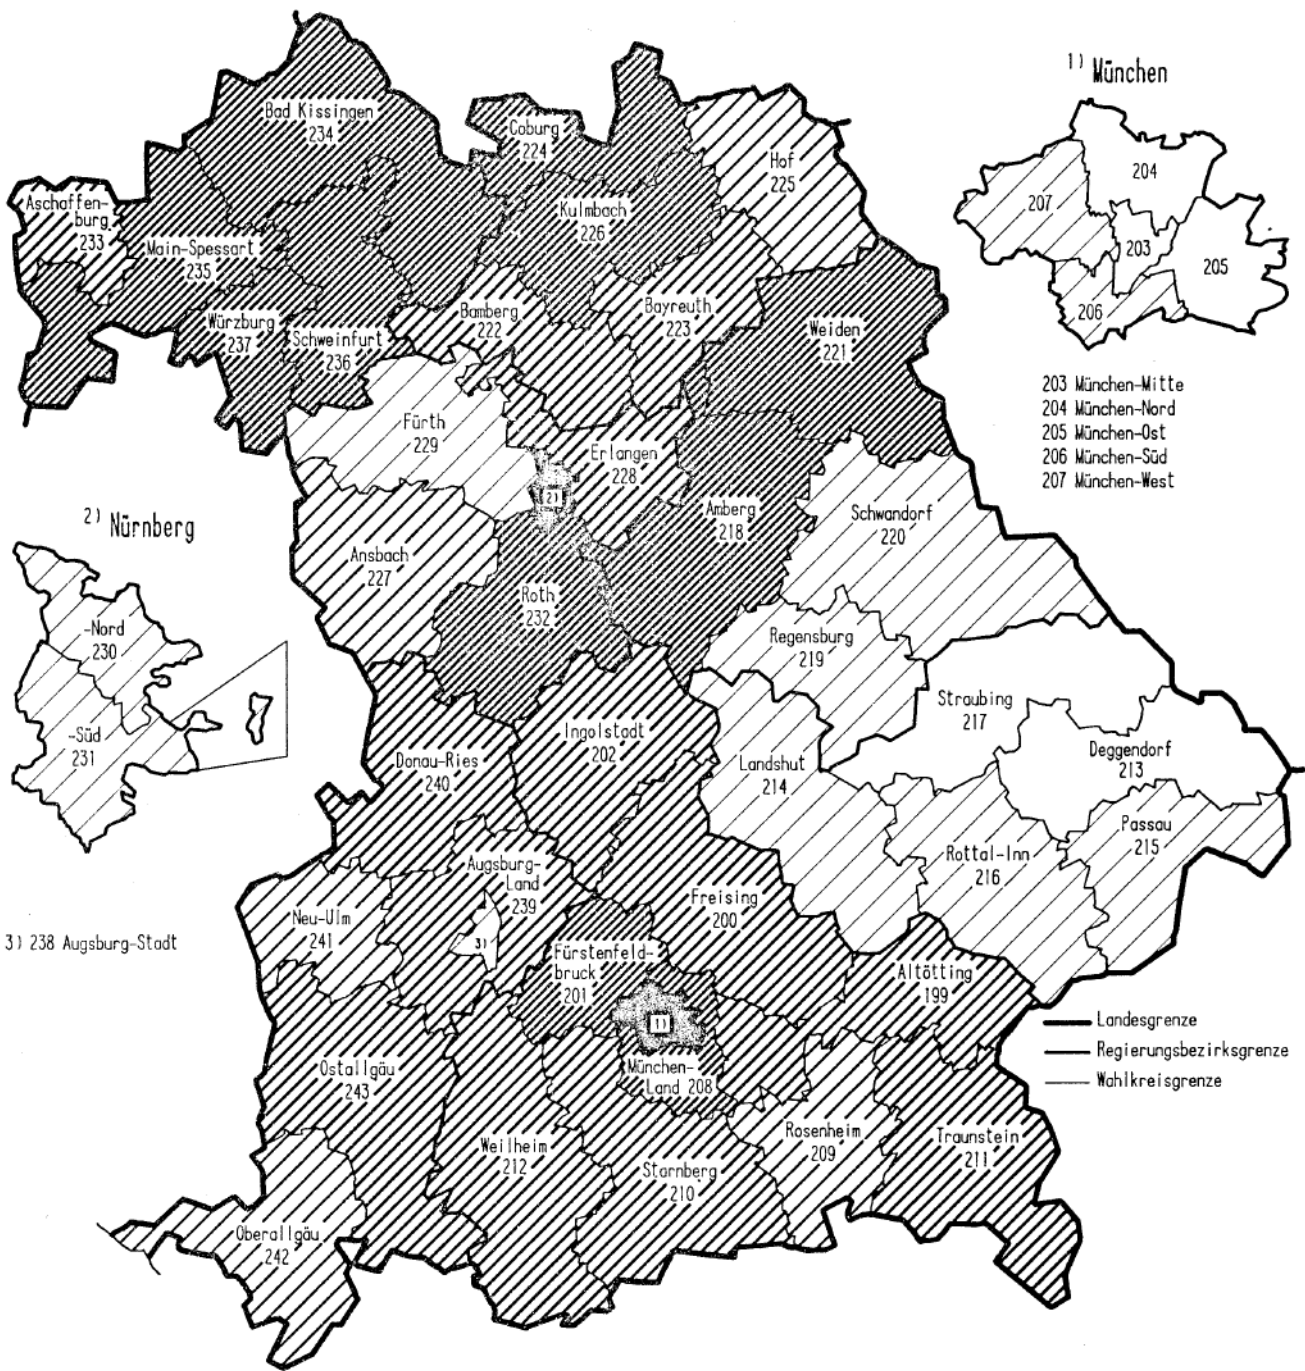 1) München
204
207
203
205
206
203 München-Mitte
204 München-Nord
205 München-Ost
206 München-Süd
207 München-West
Bad Kissingen
234
Coburg
224
Hof
225
Aschaffen-
burg
233
Kulmbach
226
Main-Spessart
235
Bamberg
222
Bayreuth
223
Würzburg
237
Schweinfurt
236
Weiden
221
Fürth
229
Erlangen
228
2)
Amberg
218
Schwandorf
220
2) Nürnberg
-Nord
230
-Süd
231
Ansbach
227
Roth
232
Regensburg
219
Straubing
217
Deggendorf
213
Ingolstadt
202
Donau-Ries
240
Landshut
214
Passau
215
Rottal-Inn
216
Augsburg-
Land
239
Freising
200
Neu-Ulm
241
3)
3) 238 Augsburg-Stadt
Fürstenfeld-
bruck
201
Altötting
199
1)
Landesgrenze
Regierungsbezirksgrenze
Wahlkreisgrenze
Ostallgäu
243
München-
Land 208
Rosenheim
209
Traunstein
211
Weilheim
212
Starnberg
210
Oberallgäu
242